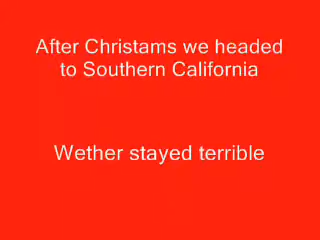 After Christams we headed
to Southern California
Wether stayed terrible